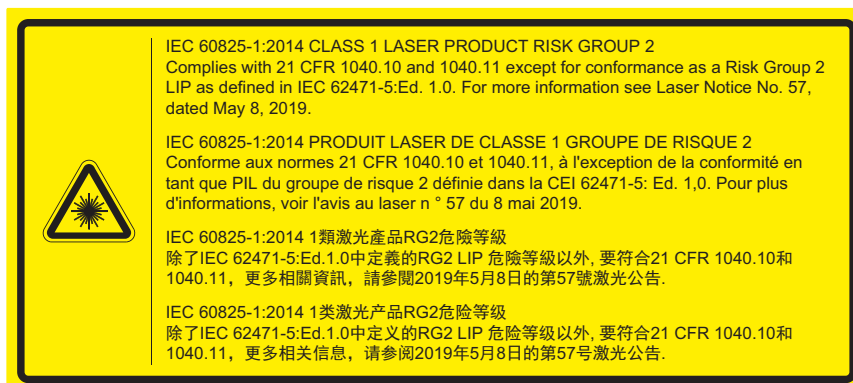 IEC 60825-1:2014 CLASS 1 LASER PRODUCT RISK GROUP 2
Complies with 21 CFR 1040.10 and 1040.11 except for conformance as a Risk Group 2
LIP as defined in IEC 62471-5:Ed. 1.0. For more information see Laser Notice No. 57,
dated May 8, 2019.
IEC 60825-1:2014 PRODUIT LASER DE CLASSE 1 GROUPE DE RISQUE 2
Conforme aux normes 21 CFR 1040.10 et 1040.11, à l'exception de la conformité en
tant que PIL du groupe de risque 2 définie dans la CEI 62471-5: Ed. 1,0. Pour plus
d'informations, voir l'avis au laser n ° 57 du 8 mai 2019.
IEC 60825-1:2014 1類激光產品RG2危險等級
除了IEC 62471-5:Ed.1.0中定義的RG2 LIP 危險等級以外, 要符合21 CFR 1040.10和
1040.11，更多相關資訊，請參閱2019年5月8日的第57號激光公告.
IEC 60825-1:2014 1类激光产品RG2危险等级
除了IEC 62471-5:Ed.1.0中定义的RG2 LIP 危险等级以外, 要符合21 CFR 1040.10和
1040.11，更多相关信息，请参阅2019年5月8日的第57号激光公告.